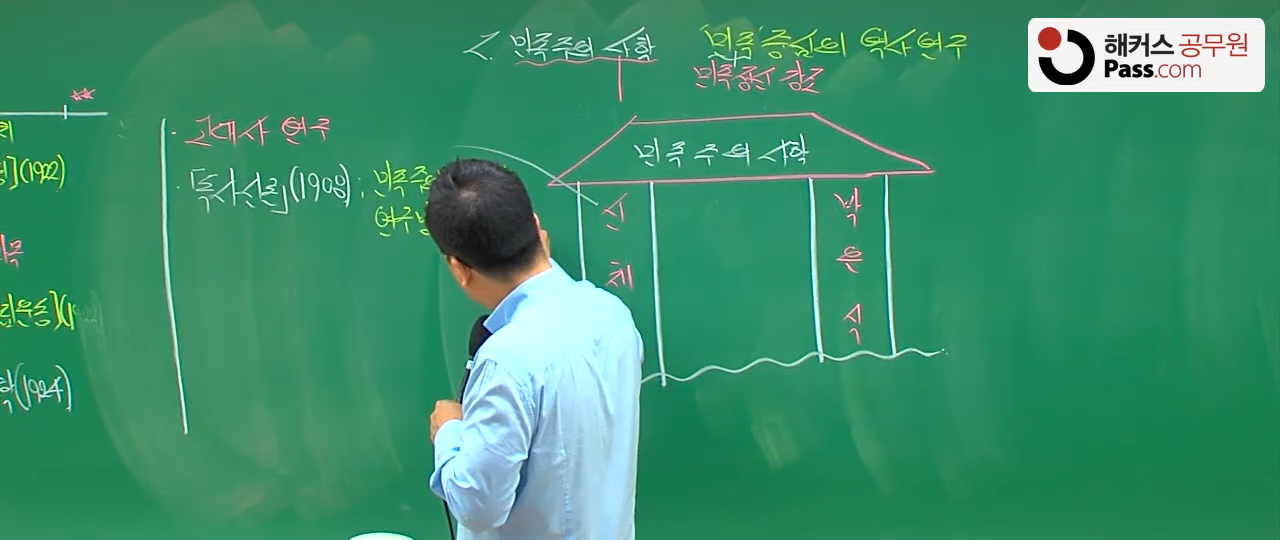 2. 민족주의 사학
'민족' 중심의 역사 연구
민족정신 강조
해커스 공무원
Pass.com
(1922)
(1924)
· 고대사 연구
· 「독사신론」(1908) : 민족
연구
민족주의 사학
신
채
박
은
식